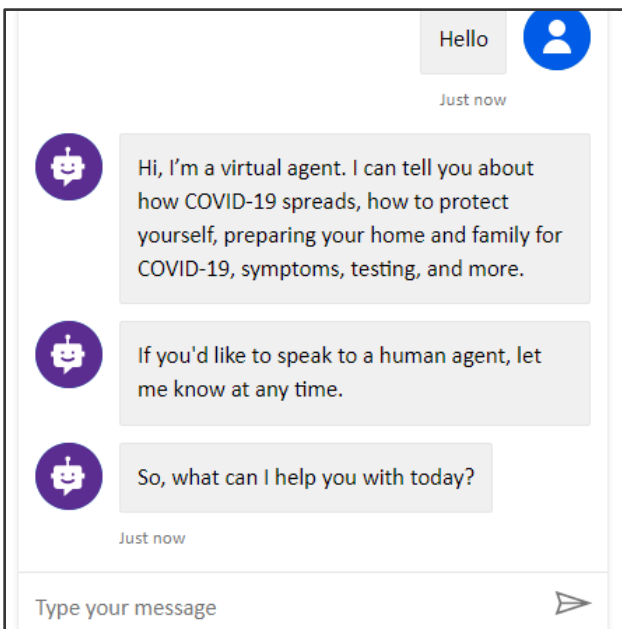 Hello
Just now
Hi, I’m a virtual agent. I can tell you about
how COVID-19 spreads, how to protect
yourself, preparing your home and family for
COVID-19, symptoms, testing, and more.
If you'd like to speak to a human agent, let
me know at any time.
So, what can I help you with today?
Just now
Type your message